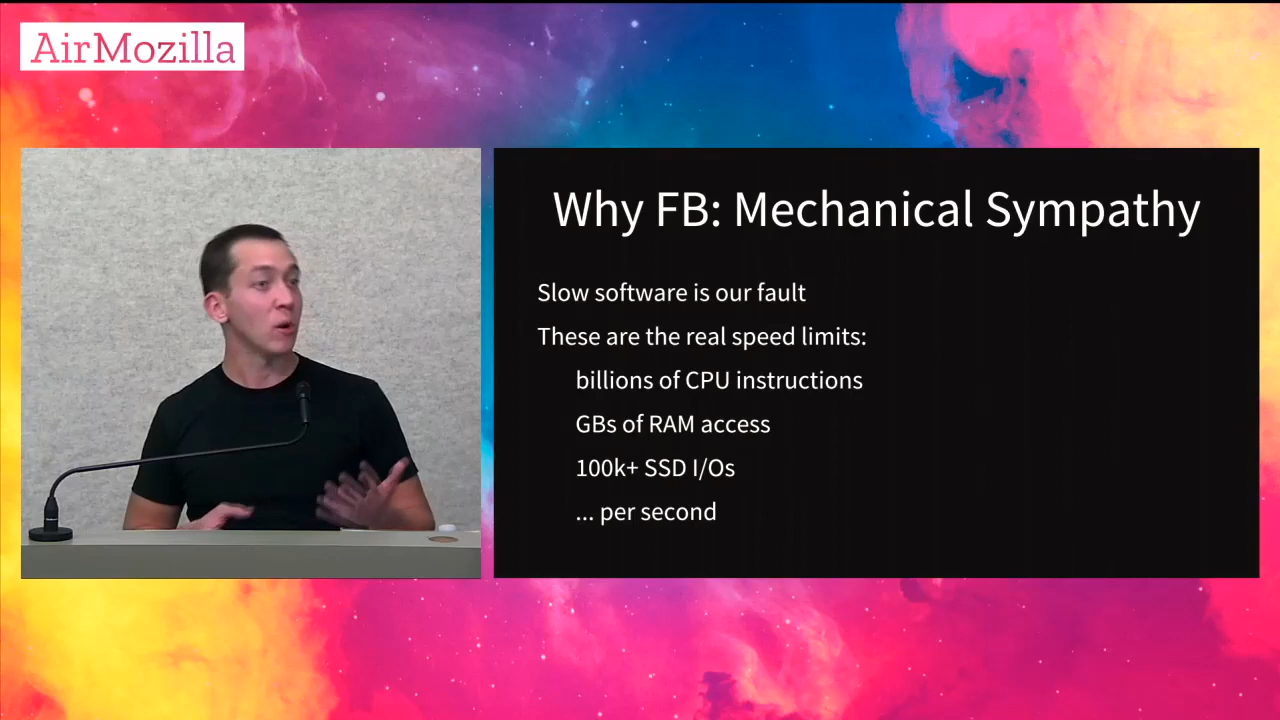 AirMozilla
Why FB: Mechanical Sympathy
Slow software is our fault
These are the real speed limits:
billions of CPU instructions
GBs of RAM access
100k+ SSD I/Os
... per second